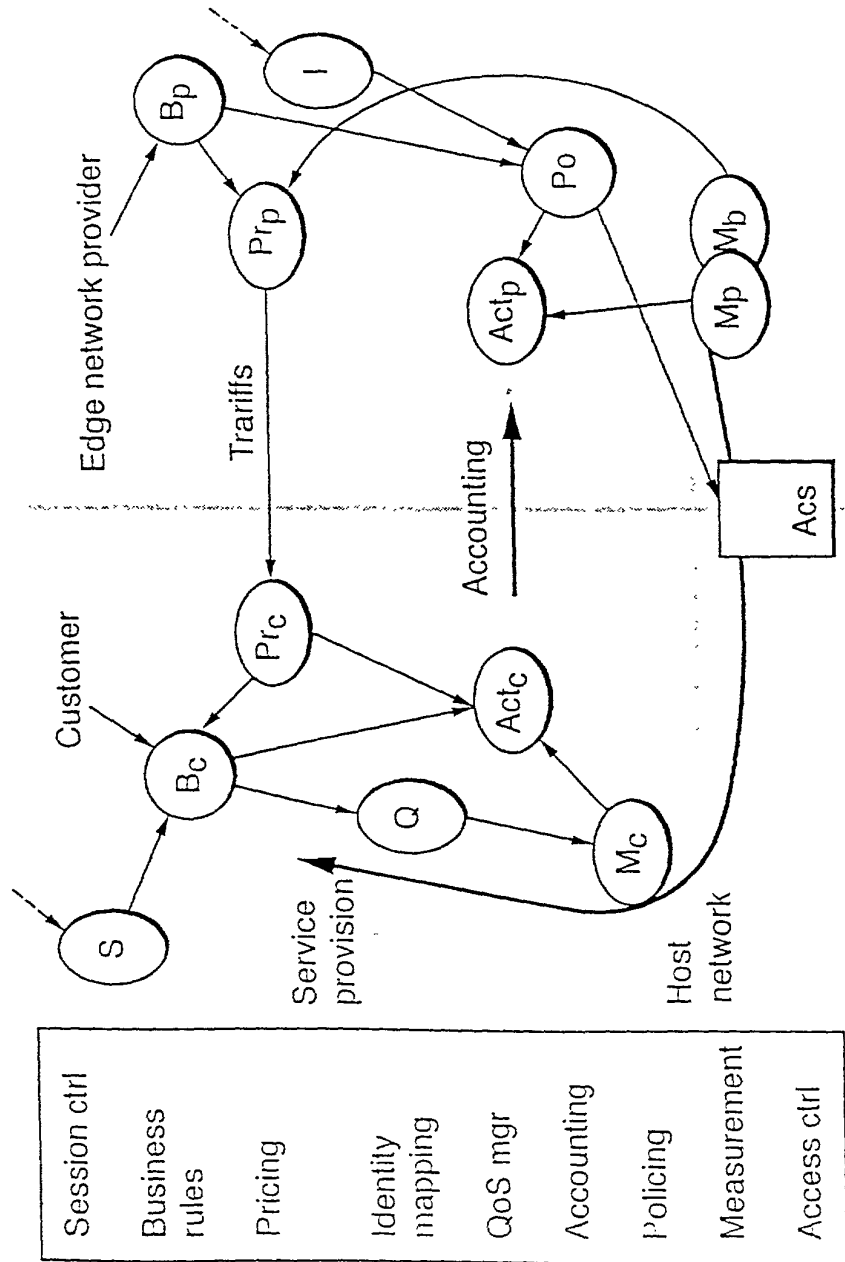 Session ctrl
Business
rules
Pricing
Identity
mapping
QoS mgr
Accounting
Policing
Measurement
Access ctrl
S
Customer
Edge network provider
Bc
Bp
Prc
Trariffs
Prp
I
Service
provision
Q
Accounting
Actc
Actp
Po
Host
network
Mc
Mp
Mb
Acs